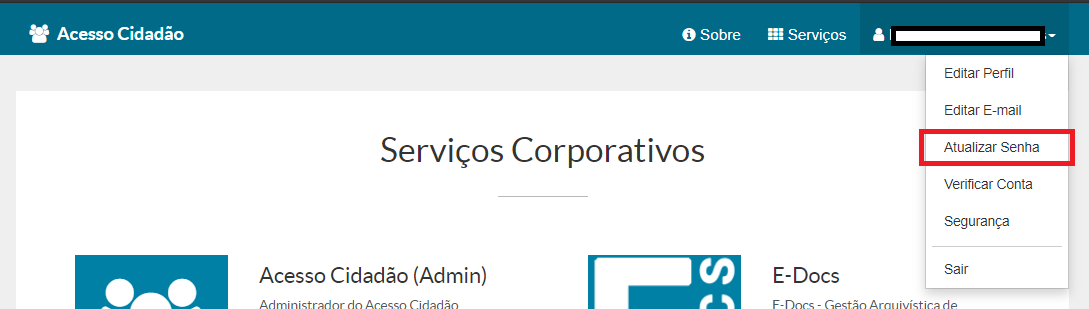 Acesso Cidadão
Sobre
Serviços
Editar Perfil
Editar E-mail
Atualizar Senha
Verificar Conta
Segurança
Sair
Serviços Corporativos
Acesso Cidadão (Admin)
Administrador do Acesso Cidadão
CS
E-Docs
E-Docs - Gestão Arquivística de